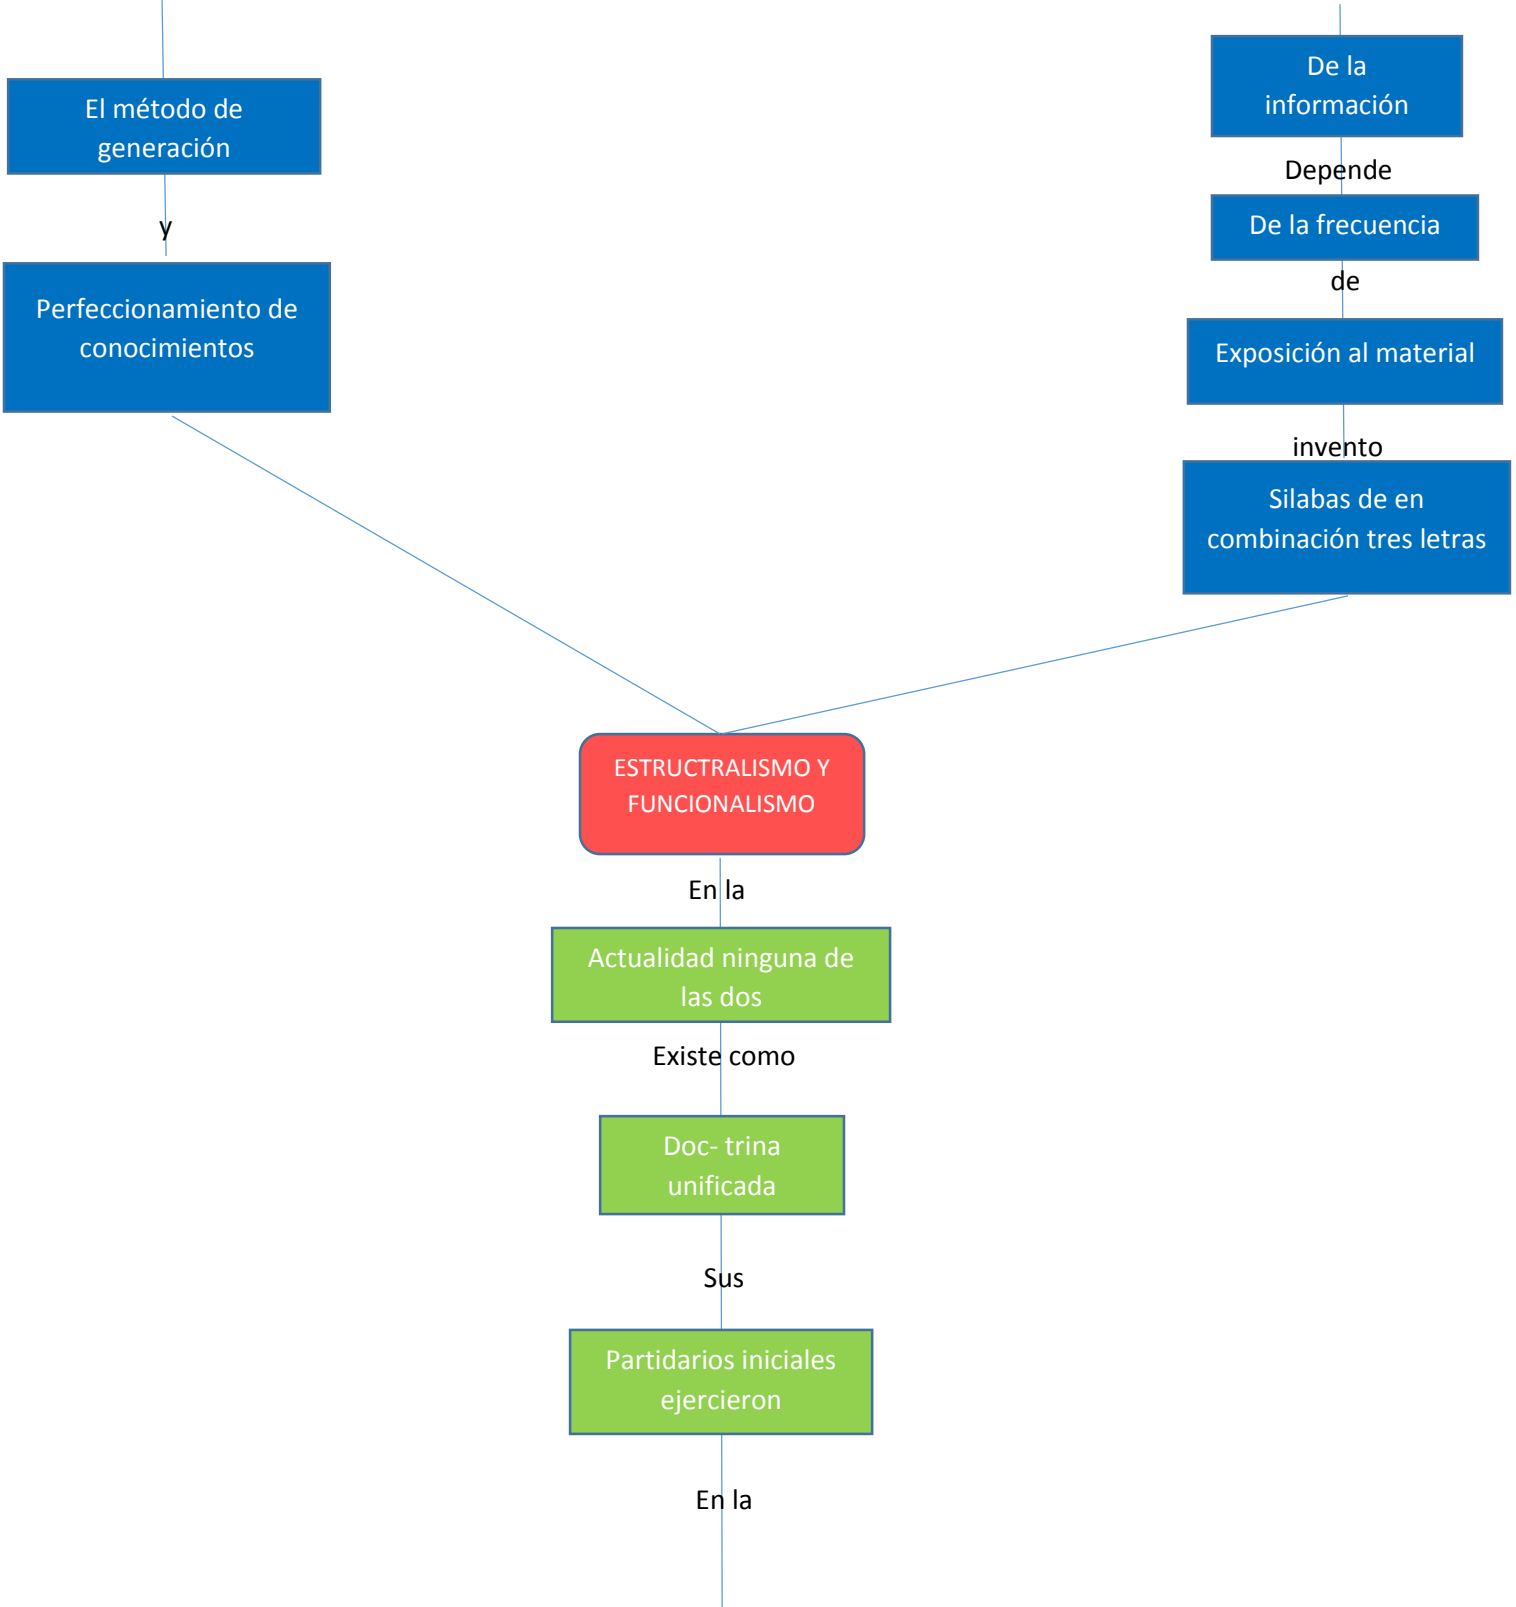 El método de
generación
y
Perfeccionamiento de
conocimientos
De la
información
Depende
De la frecuencia
de
Exposición al material
invento
Silabas de en
combinación tres letras
ESTRUCTRALISMO Y
FUNCIONALISMO
En la
Actualidad ninguna de
las dos
Existe como
Doc- trina
unificada
Sus
Partidarios iniciales
ejercieron
En la